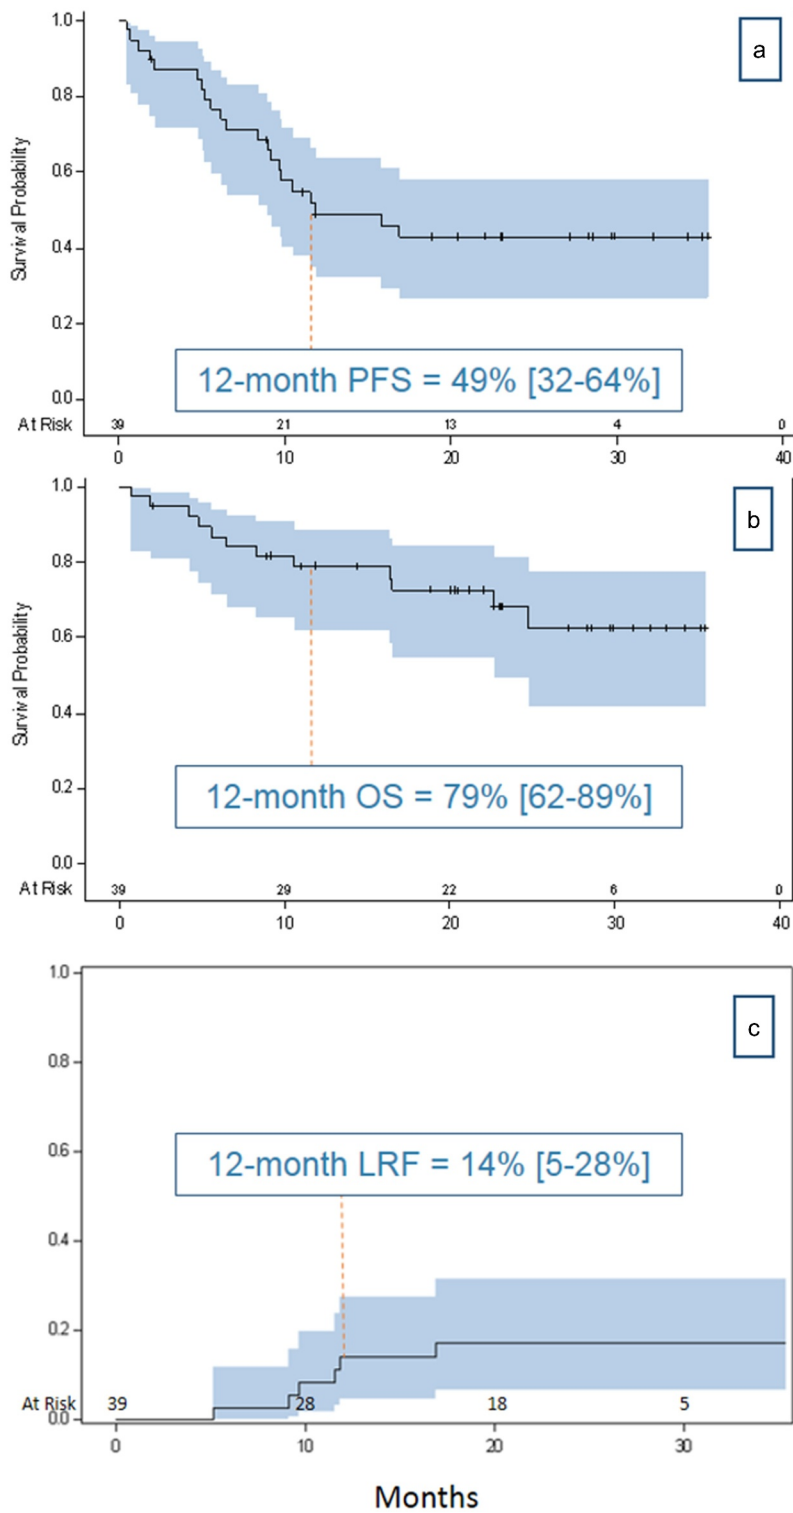 1.0
a
0.8
0.6
Survival Probability
0.4
0.2
12-month PFS = 49% [32-64%]
0.0
At Risk 39 21 13 4 0
0 10 20 30 40
1.0
b
0.8
0.6
Survival Probability
0.4
0.2
12-month OS = 79% [62-89%]
0.0
At Risk 39 29 22 6 0
0 10 20 30 40
1.0
c
0.8
0.6
12-month LRF = 14% [5-28%]
0.4
0.2
At Risk 39 28 18 5
0.0
0 10 20 30
Months